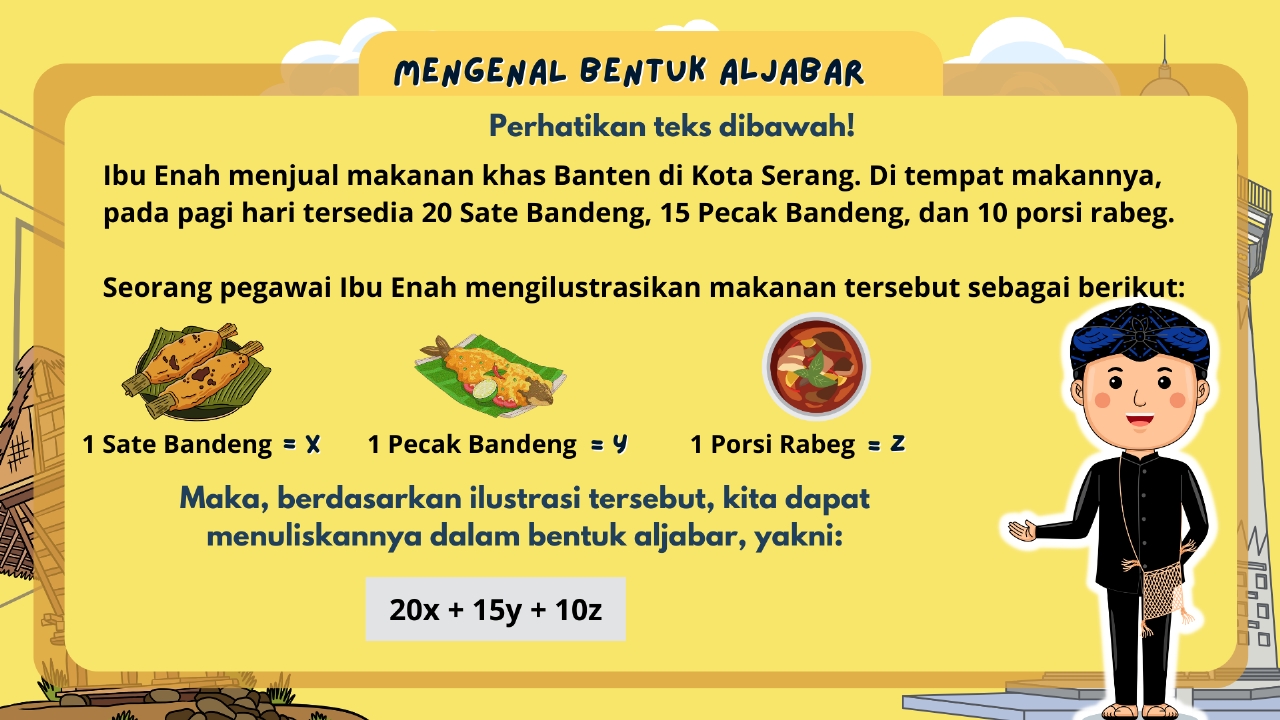 MENGENAL BENTUK ALJABAR
Perhatikan teks dibawah!
Ibu Enah menjual makanan khas Banten di Kota Serang. Di tempat makannya,
pada pagi hari tersedia 20 Sate Bandeng, 15 Pecak Bandeng, dan 10 porsi rabeg.
Seorang pegawai Ibu Enah mengilustrasikan makanan tersebut sebagai berikut:
1 Sate Bandeng = X
1 Pecak Bandeng = Y
1 Porsi Rabeg = Z
Maka, berdasarkan ilustrasi tersebut, kita dapat
menuliskannya dalam bentuk aljabar, yakni:
20x + 15y + 10z